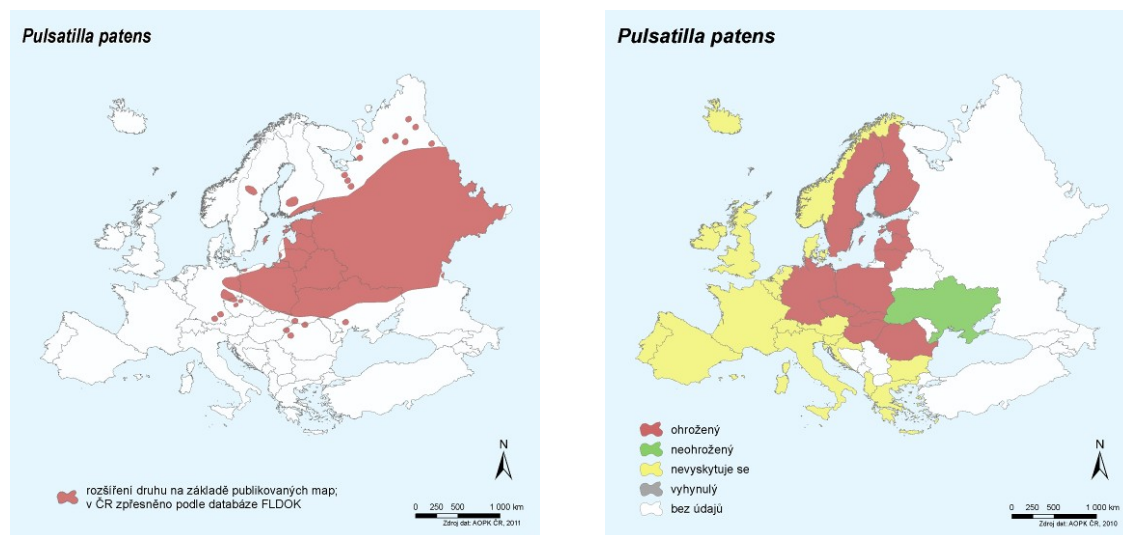 Pulsatilla patens
N
rozšíření druhu na základě publikovaných map;
v ČR zpřesněno podle databáze FLDOK
0 250 500 1 000 km
Zdroj dat: AOPK ČR, 2011
Pulsatilla patens
ohrožený
neohrožený
nevyskytuje se
vyhynulý
bez údajů
N
0 250 500 1 000 km
Zdroj dat: AOPK ČR, 2010